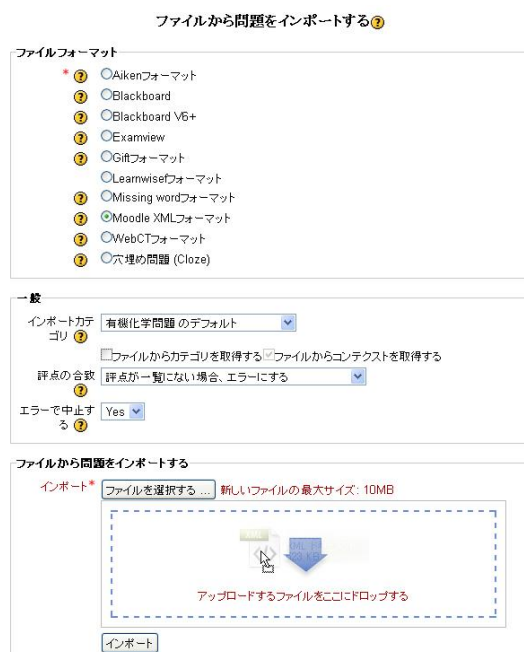 ファイルから問題をインポートする
ファイルフォーマット
*
Aikenフォーマット
Blackboard
Blackboard V6+
Examview
Giftフォーマット
Learnwiseフォーマット
Missing wordフォーマット
Moodle XMLフォーマット
WebCTフォーマット
穴埋め問題 (Cloze)
一般
インポートカテゴリ 有機化学問題 のデフォルト
ファイルからカテゴリを取得する ファイルからコンテクストを取得する
評点の合致 評点が一覧にない場合、エラーにする
エラーで中止する Yes
ファイルから問題をインポートする
インポート* ファイルを選択する ... 新しいファイルの最大サイズ: 10MB
アップロードするファイルをここにドロップする
インポート